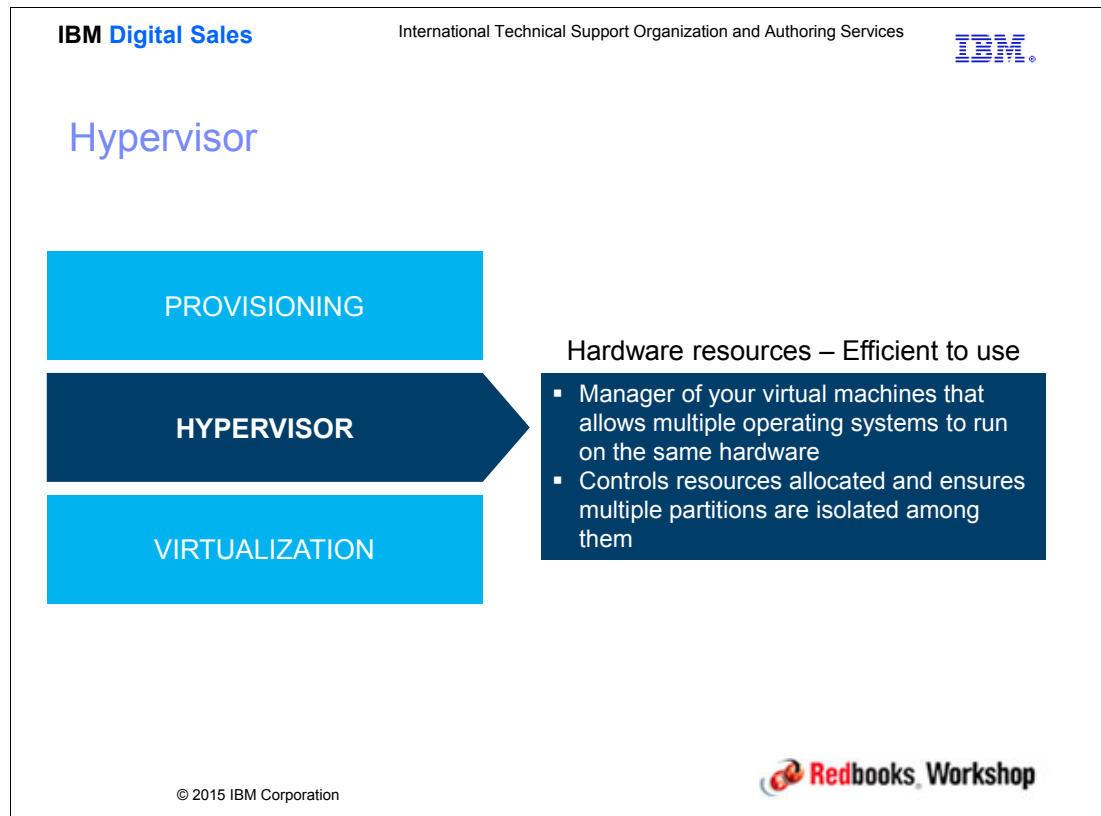 IBM Digital Sales
International Technical Support Organization and Authoring Services
IBM®
Hypervisor
PROVISIONING
HYPERVISOR
VIRTUALIZATION
Hardware resources – Efficient to use
▪ Manager of your virtual machines that
allows multiple operating systems to run
on the same hardware
▪ Controls resources allocated and ensures
multiple partitions are isolated among
them
© 2015 IBM Corporation
Redbooks® Workshop